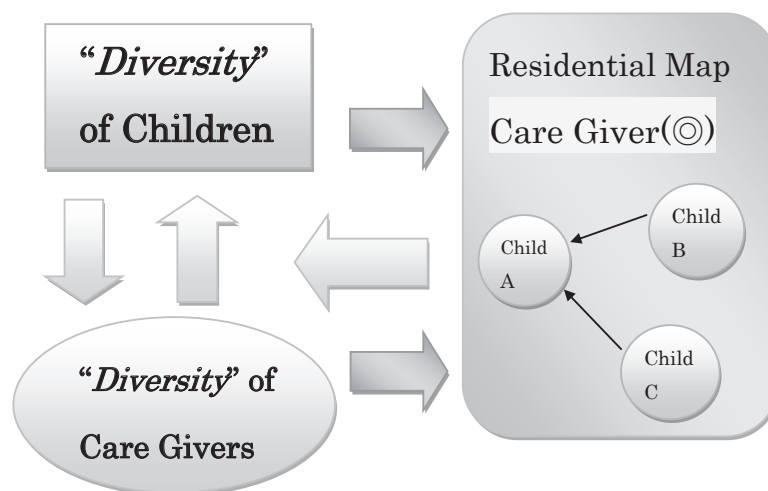 “Diversity”
of Children
Residential Map
Care Giver(◎)
Child
A
Child
B
Child
C
“Diversity” of
Care Givers